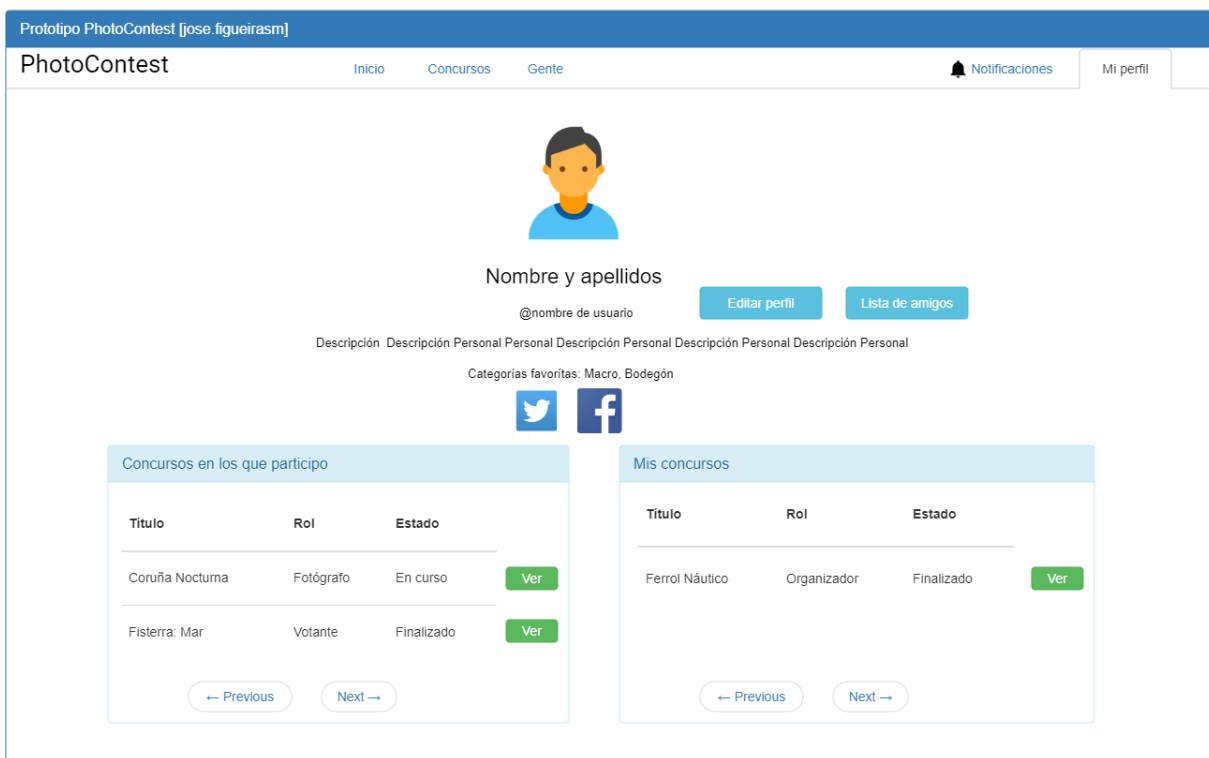 Prototipo PhotoContest [jose.figueirasm]
PhotoContest Inicio Concursos Gente Notificaciones Mi perfil
Nombre y apellidos
Editar perfil Lista de amigos
@nombre de usuario
Descripción Descripción Personal Personal Descripción Personal Descripción Personal Descripción Personal
Categorías favorítas: Macro, Bodegón
Concursos en los que participo
Título Rol Estado
Coruña Nocturna Fotógrafo En curso Ver
Fisterra: Mar Votante Finalizado Ver
← Previous Next →
Mis concursos
Título Rol Estado
Ferrol Náutico Organizador Finalizado Ver
← Previous Next →